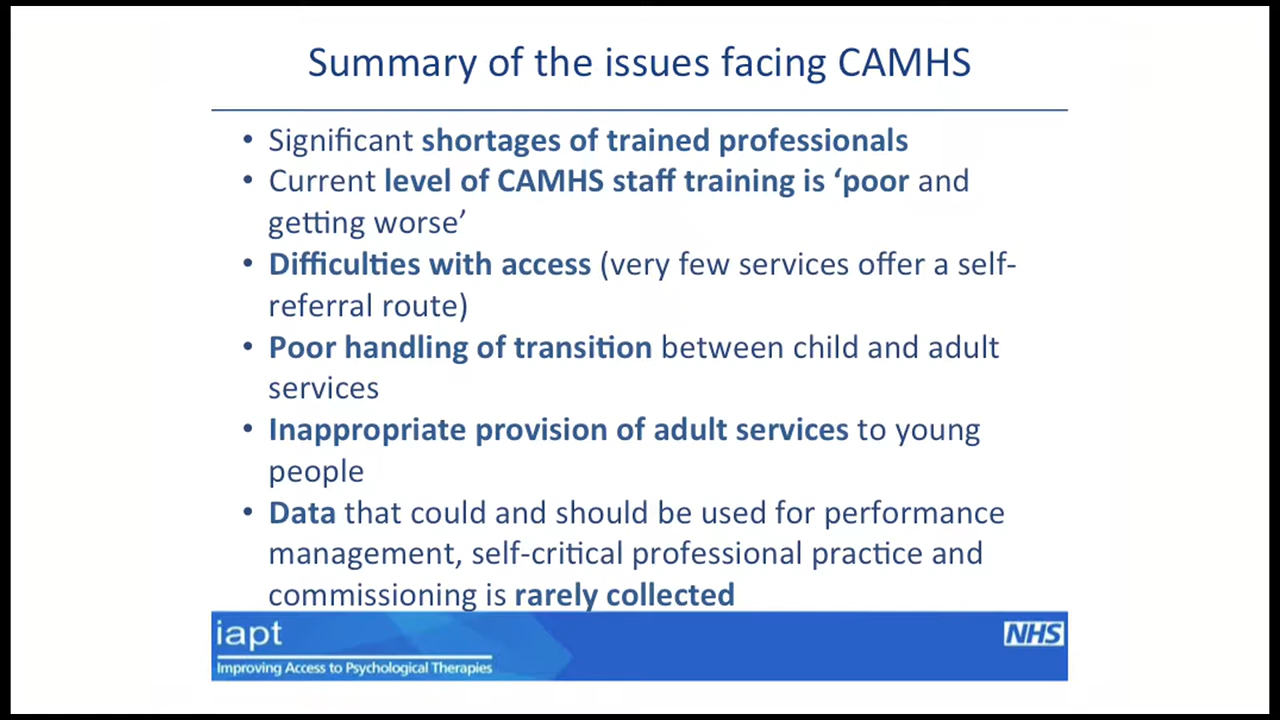 Summary of the issues facing CAMHS
• Significant shortages of trained professionals
• Current level of CAMHS staff training is ‘poor and
getting worse’
• Difficulties with access (very few services offer a self-
referral route)
• Poor handling of transition between child and adult
services
• Inappropriate provision of adult services to young
people
• Data that could and should be used for performance
management, self-critical professional practice and
commissioning is rarely collected
iapt
NHS
Improving Access to Psychological Therapies